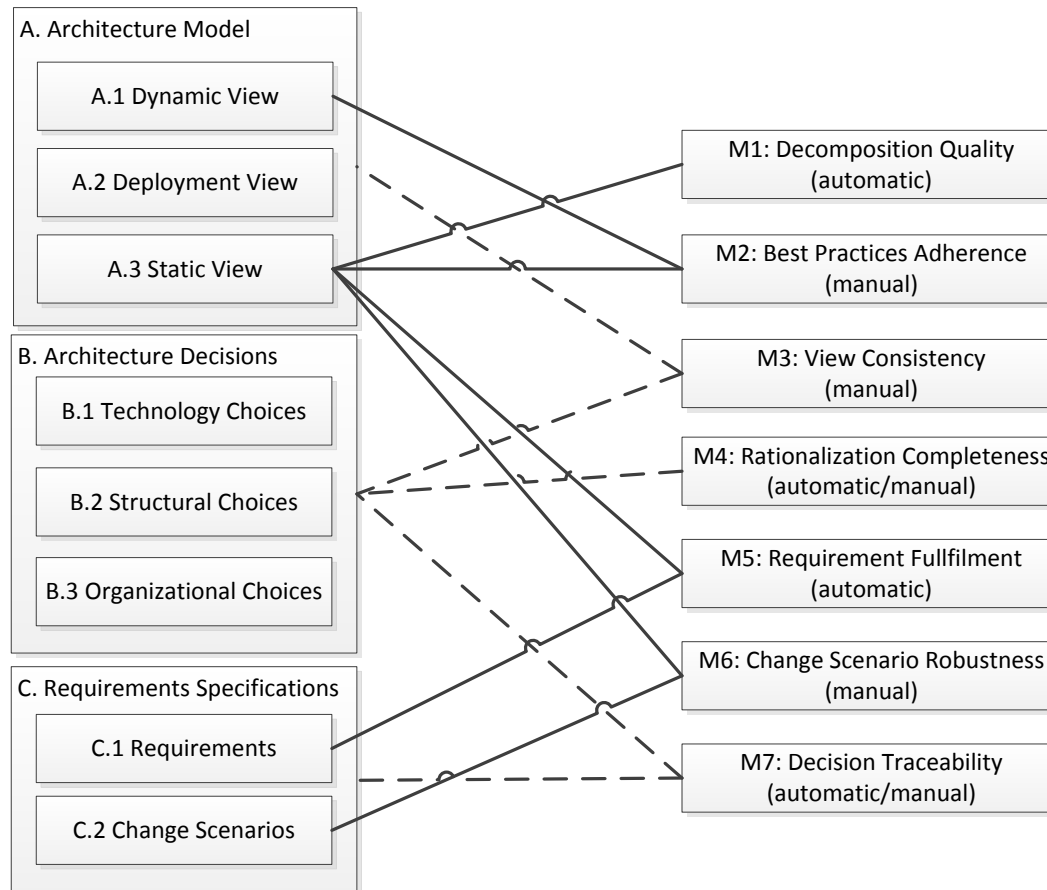 A. Architecture Model
A.1 Dynamic View
A.2 Deployment View
A.3 Static View
B. Architecture Decisions
B.1 Technology Choices
B.2 Structural Choices
B.3 Organizational Choices
C. Requirements Specifications
C.1 Requirements
C.2 Change Scenarios
M1: Decomposition Quality
(automatic)
M2: Best Practices Adherence
(manual)
M3: View Consistency
(manual)
M4: Rationalization Completeness
(automatic/manual)
M5: Requirement Fullfilment
(automatic)
M6: Change Scenario Robustness
(manual)
M7: Decision Traceability
(automatic/manual)